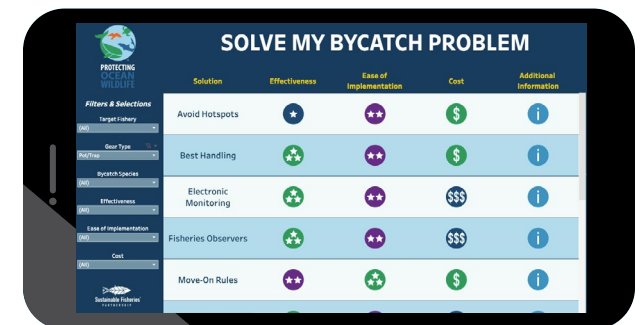 SOLVE MY BYCATCH PROBLEM
PROTECTING
OCEAN
WILDLIFE
Solution
Effectiveness
Ease of
Implementation
Cost
Additional
Information
Filters & Selections
Target Fishery
(All)
Gear Type
Pot/Trap
Bycatch Species
(All)
Effectiveness
(All)
Ease of Implementation
(All)
Cost
(All)
Sustainable Fisheries
PARTNERSHIP
Avoid Hotspots
$
i
Best Handling
$
i
Electronic
Monitoring
$$$
i
Fisheries Observers
$$$
i
Move-On Rules
$
i